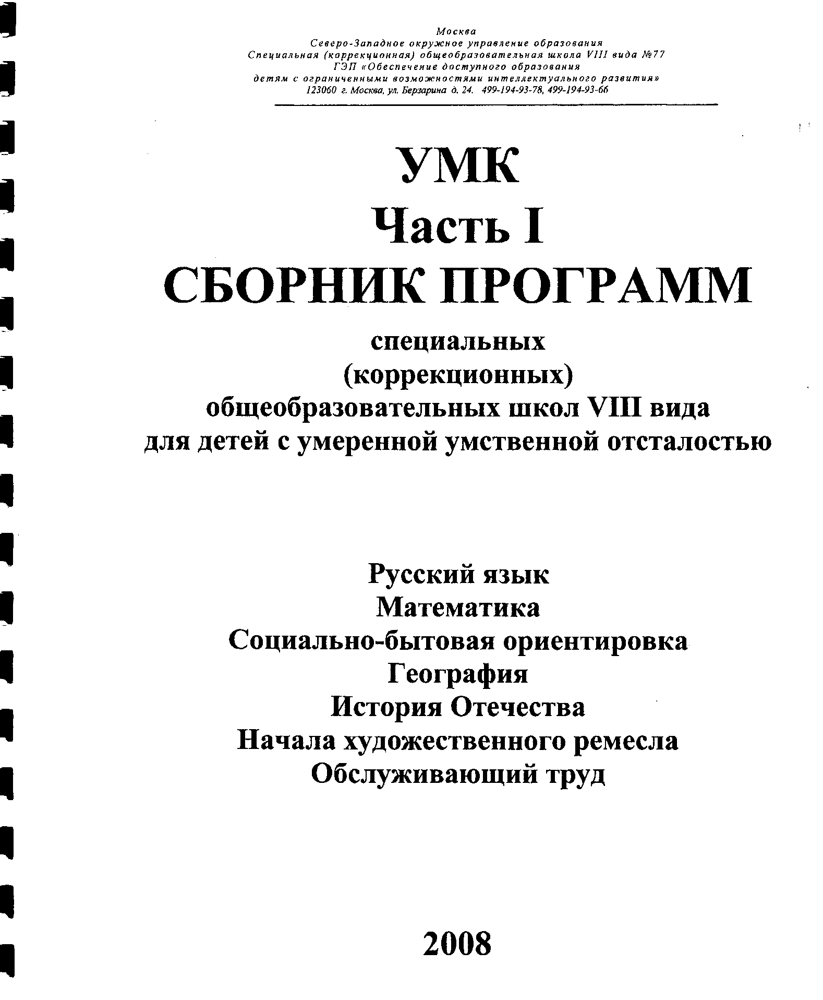 Москва
Северо-Западное окружное управление образования
Специальная (коррекционная) общеобразовательная школа VIII вида №77
ГЭП «Обеспечение доступного образования
детям с ограниченными возможностями интеллектуального развития»
123060 г. Москва, ул. Берзарина д. 24. 499-194-93-78, 499-194-93-66
УМК
Часть I
СБОРНИК ПРОГРАММ
специальных
(коррекционных)
общеобразовательных школ VIII вида
для детей с умеренной умственной отсталостью
Русский язык
Математика
Социально-бытовая ориентировка
География
История Отечества
Начала художественного ремесла
Обслуживающий труд
2008